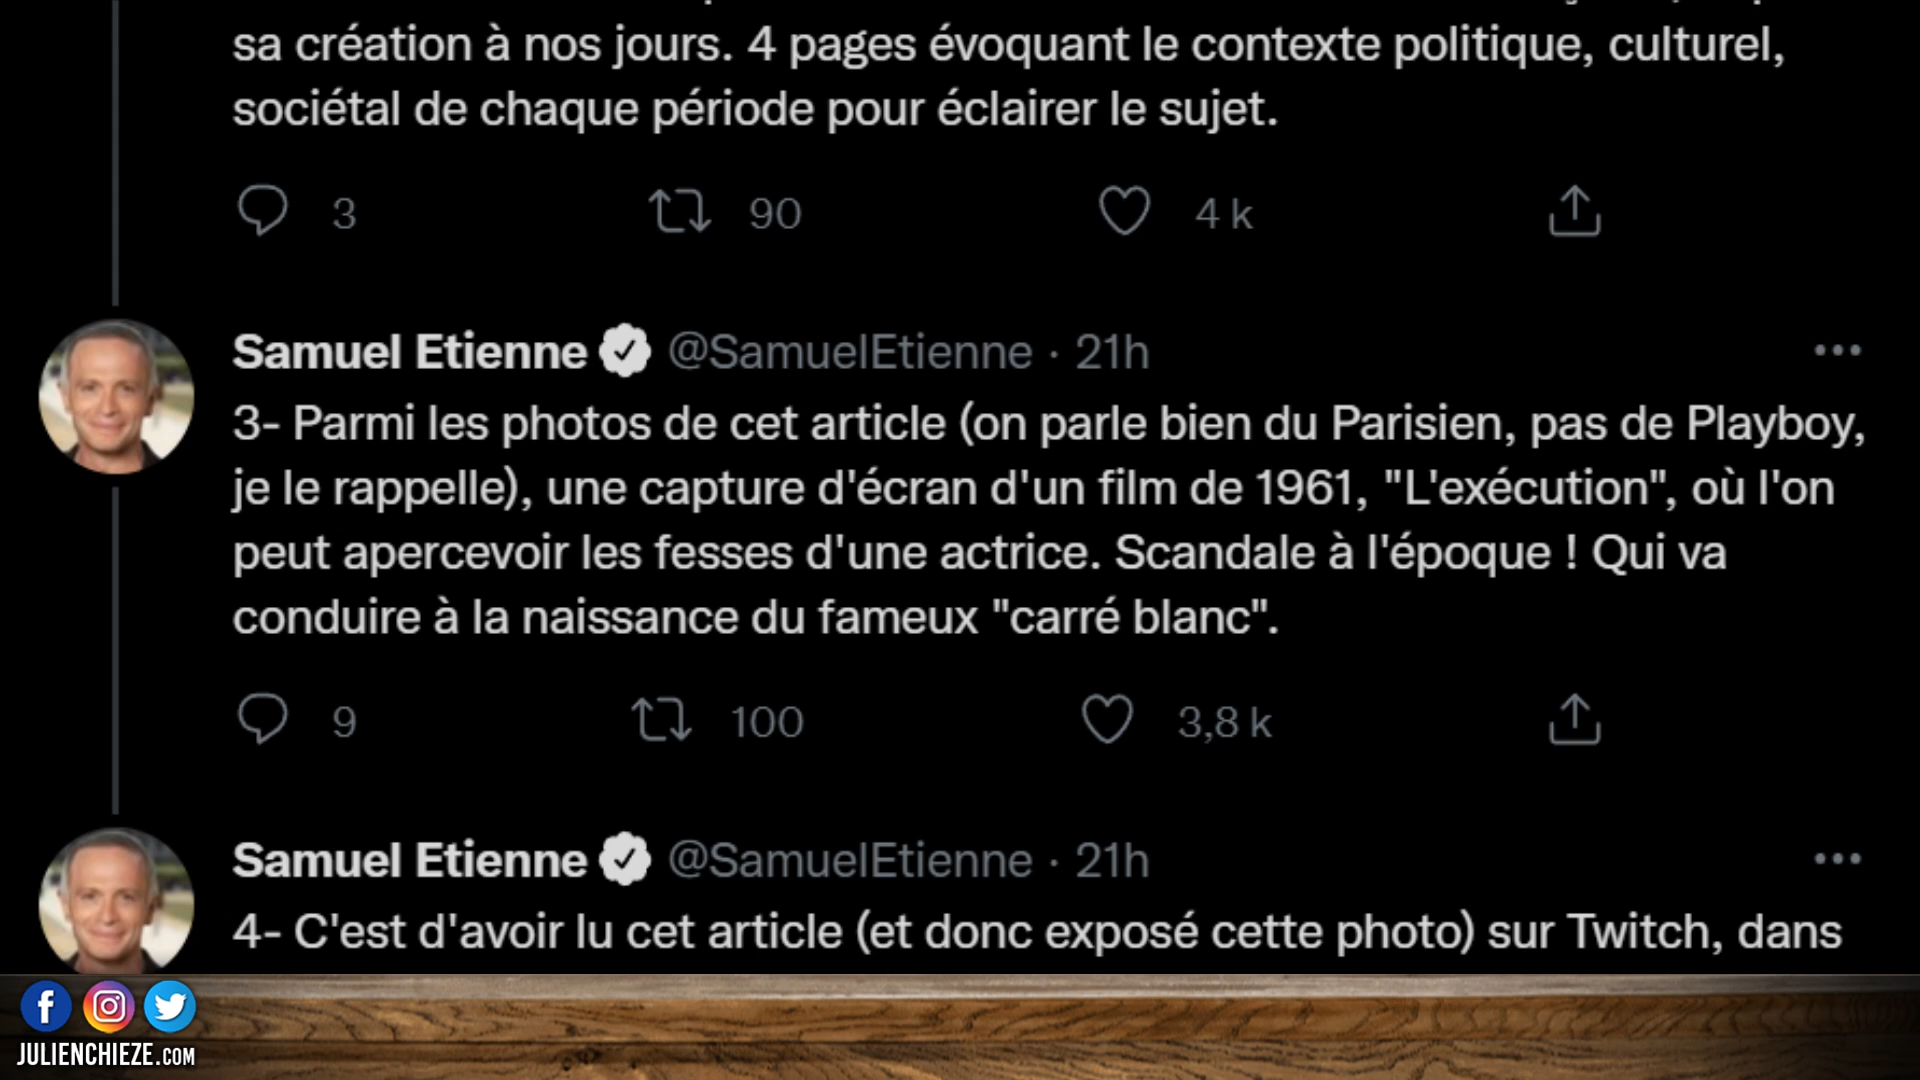 sa création à nos jours. 4 pages évoquant le contexte politique, culturel,
sociétal de chaque période pour éclairer le sujet.
3 90 4 k
Samuel Etienne @SamuelEtienne · 21h
3- Parmi les photos de cet article (on parle bien du Parisien, pas de Playboy,
je le rappelle), une capture d'écran d'un film de 1961, "L'exécution", où l'on
peut apercevoir les fesses d'une actrice. Scandale à l'époque ! Qui va
conduire à la naissance du fameux "carré blanc".
9 100 3,8 k
Samuel Etienne @SamuelEtienne · 21h
4- C'est d'avoir lu cet article (et donc exposé cette photo) sur Twitch, dans
JULIENCHIEZE.COM